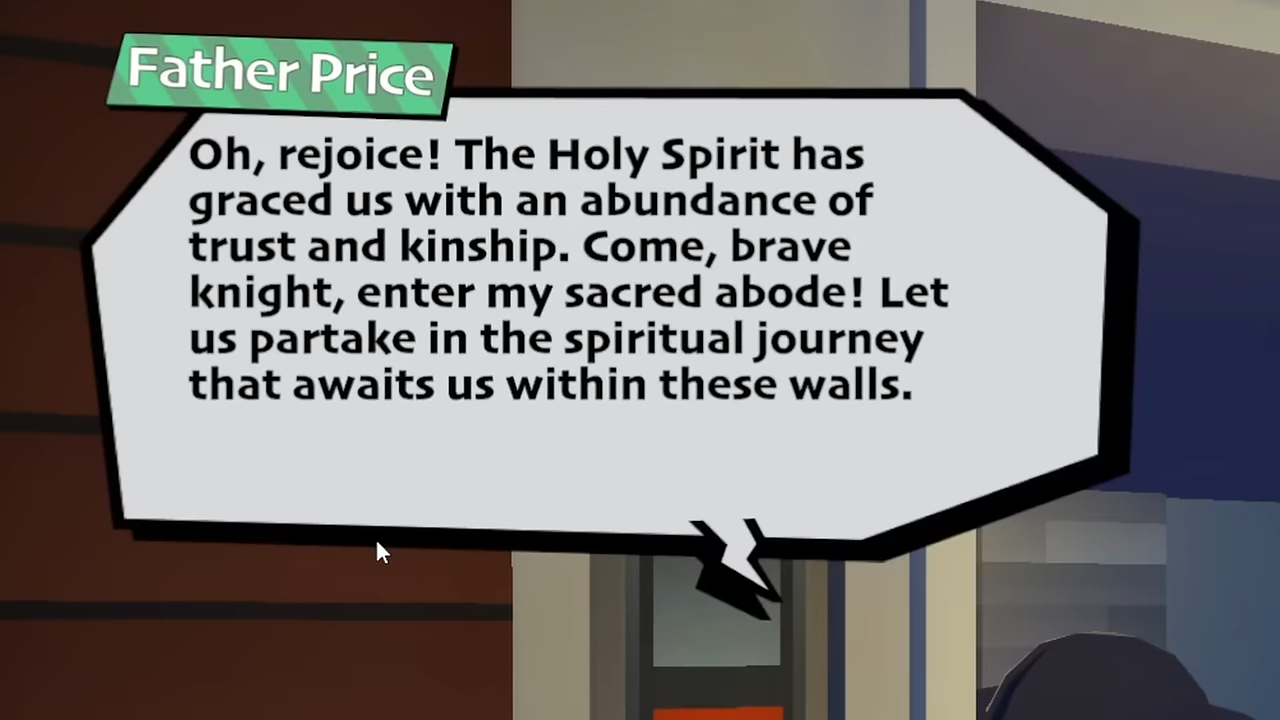 Father Price
Oh, rejoice! The Holy Spirit has
graced us with an abundance of
trust and kinship. Come, brave
knight, enter my sacred abode! Let
us partake in the spiritual journey
that awaits us within these walls.